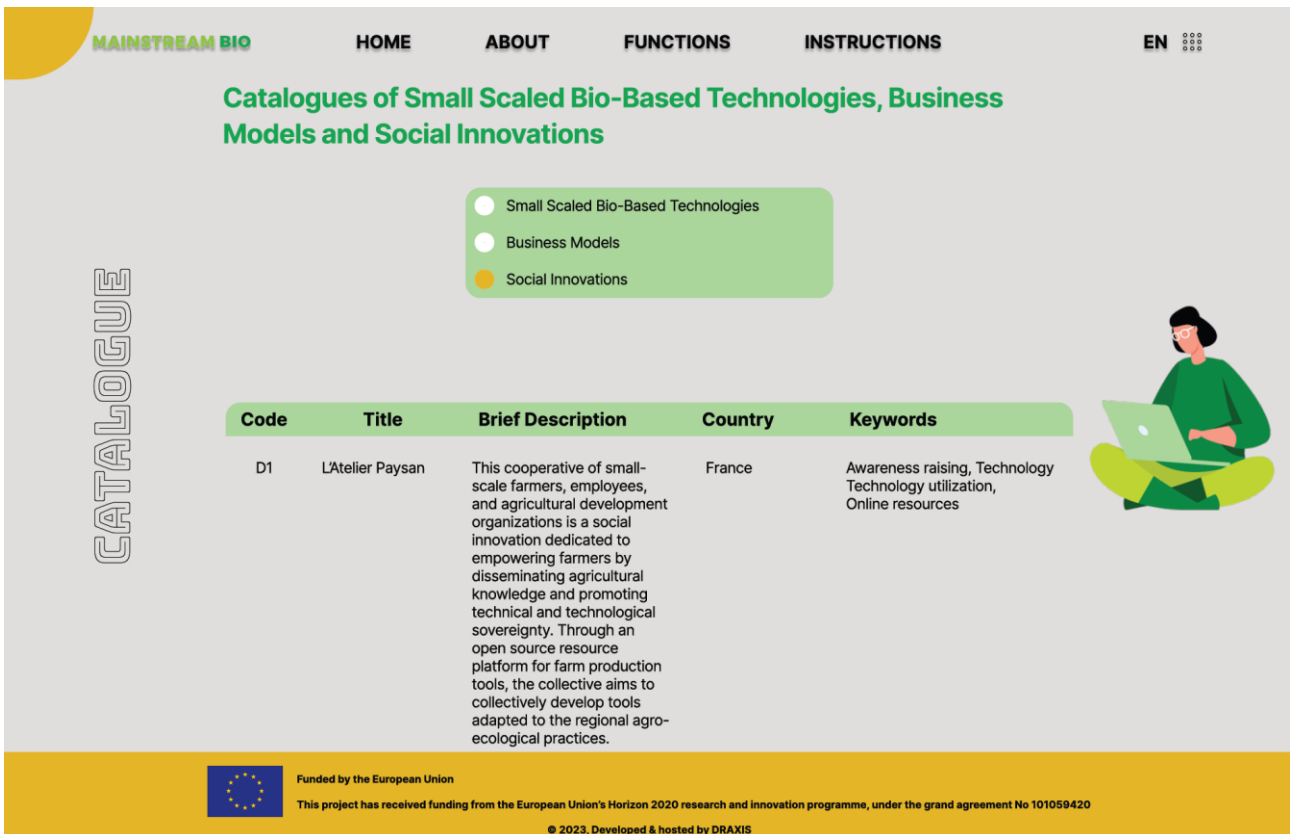 MAINSTREAM BIO
HOME
ABOUT
FUNCTIONS
INSTRUCTIONS
EN
Catalogues of Small Scaled Bio-Based Technologies, Business
Models and Social Innovations
Small Scaled Bio-Based Technologies
Business Models
Social Innovations
CATALOGUE
Code
Title
Brief Description
Country
Keywords
D1
L'Atelier Paysan
This cooperative of small-
scale farmers, employees,
and agricultural development
organizations is a social
innovation dedicated to
empowering farmers by
disseminating agricultural
knowledge and promoting
technical and technological
sovereignty. Through an
open source resource
platform for farm production
tools, the collective aims to
collectively develop tools
adapted to the regional agro-
ecological practices.
France
Awareness raising, Technology
Technology utilization,
Online resources
Funded by the European Union
This project has received funding from the European Union's Horizon 2020 research and innovation programme, under the grand agreement No 101059420
© 2023. Developed & hosted by DRAXIS